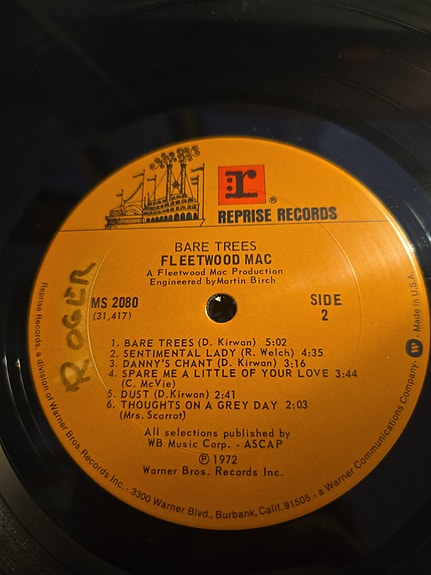 r
®
REPRISE RECORDS
BARE TREES
FLEETWOOD MAC
A Fleetwood Mac Production
Engineered by Martin Birch
MS 2080
(31,417)
SIDE
2
ROGER
1. BARE TREES (D. Kirwan) 5:02
2. SENTIMENTAL LADY (R. Welch) 4:35
3. DANNY'S CHANT (D. Kirwan) 3:16
4. SPARE ME A LITTLE OF YOUR LOVE 3:44
(C. McVie)
5. DUST (D. Kirwan) 2:41
6. THOUGHTS ON A GREY DAY 2:03
(Mrs. Scarrot)
All selections published by
WB Music Corp. - ASCAP
Ⓟ 1972
Warner Bros. Records Inc.
Reprise Records, a division of Warner Bros. Records Inc. - 3300 Warner Blvd., Burbank, Calif. 91505 - a Warner Communications Company W Made in U.S.A.